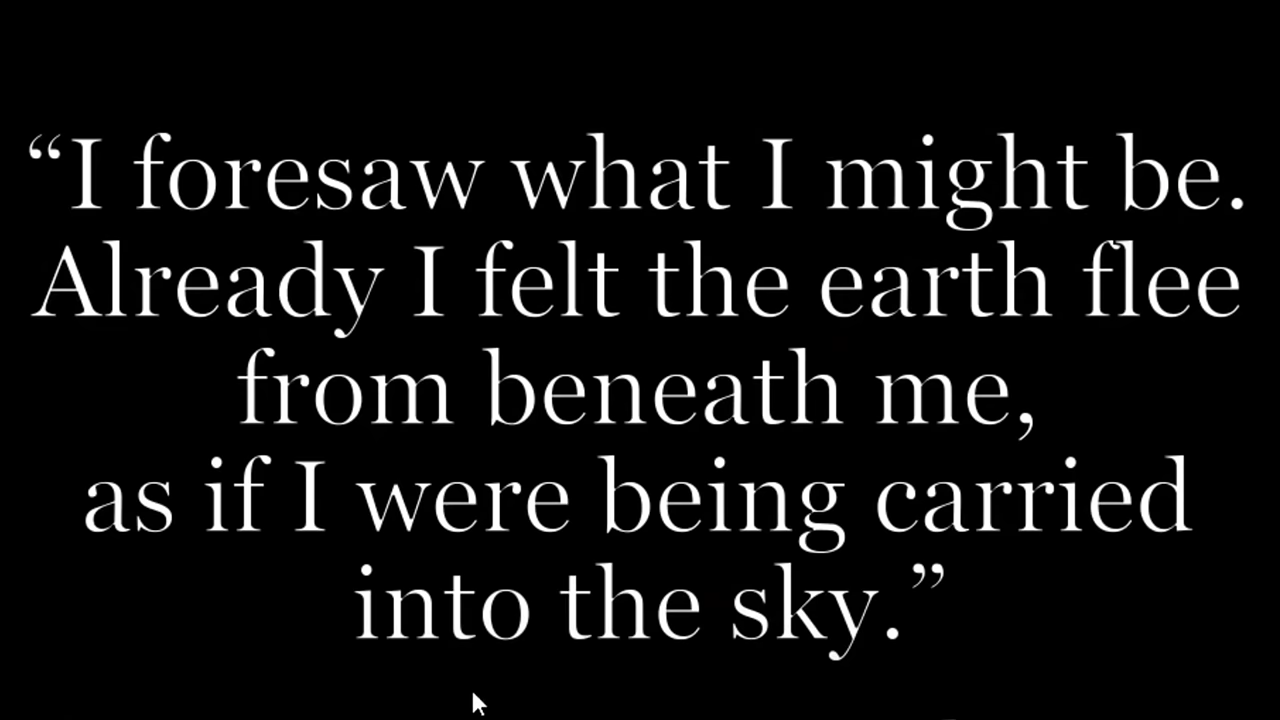 “I foresaw what I might be.
Already I felt the earth flee
from beneath me,
as if I were being carried
into the sky.”